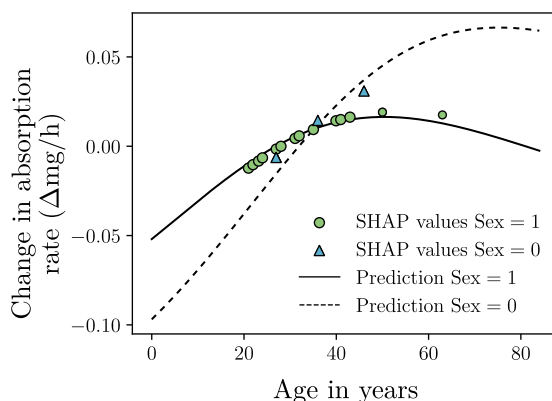 Change in absorption
rate (Δmg/h)
0.05
0.00
−0.05
−0.10
SHAP values Sex = 1
SHAP values Sex = 0
Prediction Sex = 1
Prediction Sex = 0
0 20 40 60 80
Age in years